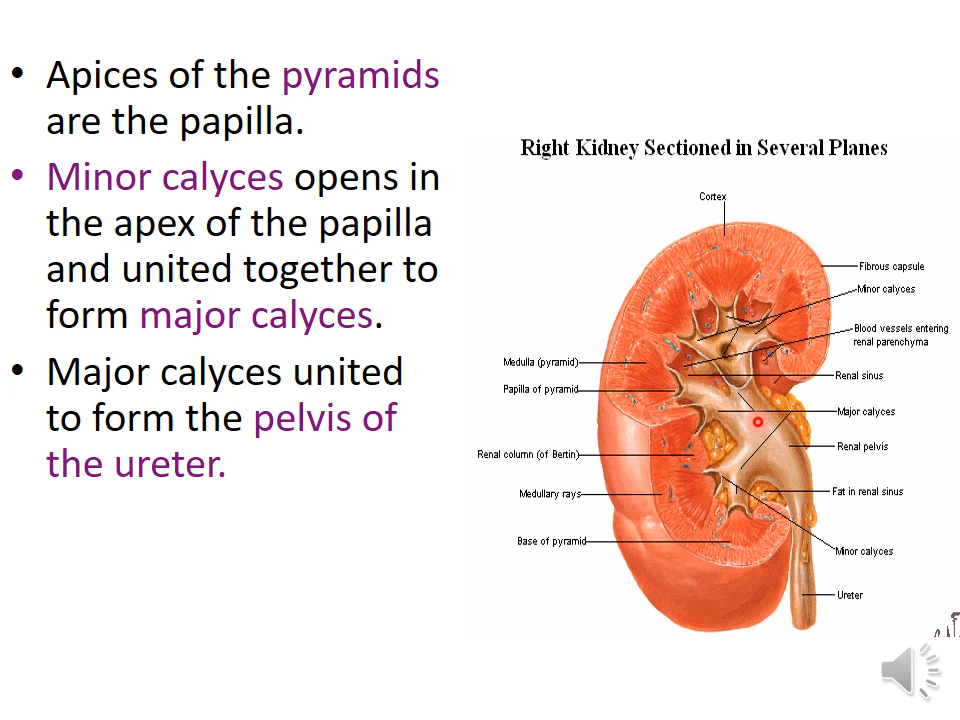 • Apices of the pyramids
are the papilla.
• Minor calyces opens in
the apex of the papilla
and united together to
form major calyces.
• Major calyces united
to form the pelvis of
the ureter.
Right Kidney Sectioned in Several Planes
Cortex
Fibrous capsule
Minor calyces
Blood vessels entering
renal parenchyma
Medulla (pyramid)
Renal sinus
Papilla of pyramid
Major calyces
Renal pelvis
Renal column (of Bertin)
Fat in renal sinus
Medullary rays
Base of pyramid
Minor calyces
Ureter